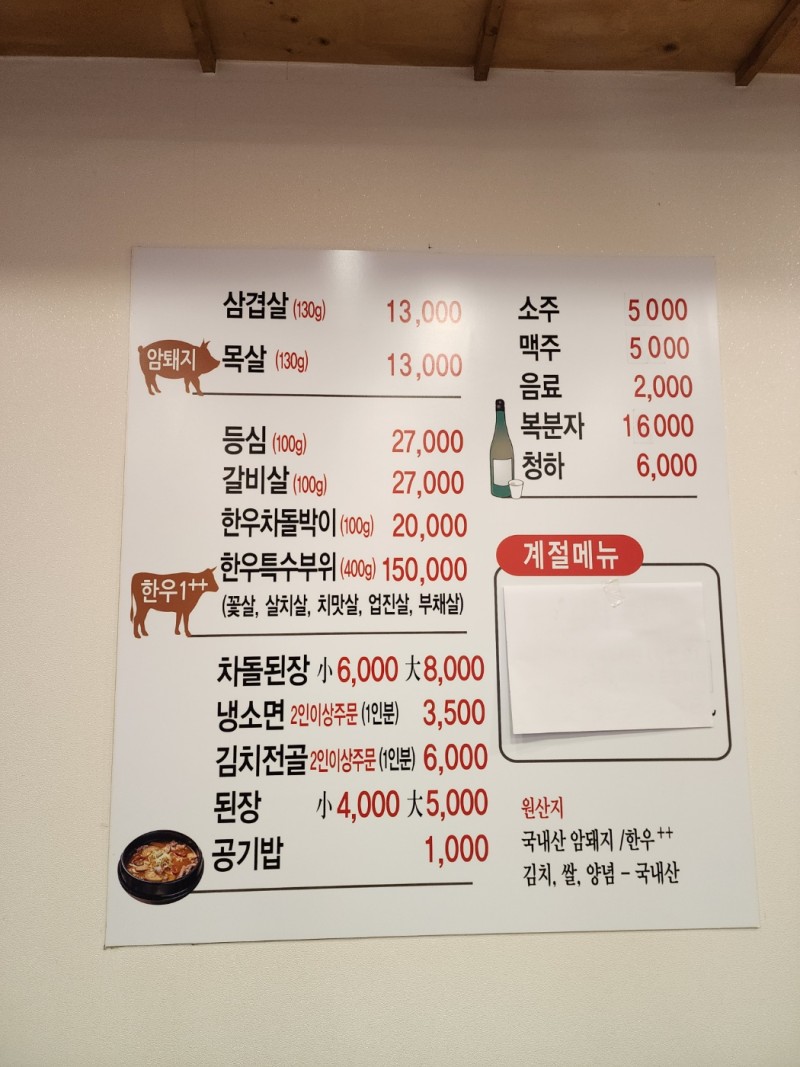 암퇘지
삼겹살 (130g) 13,000
목살 (130g) 13,000
한우1++
등심 (100g) 27,000
갈비살 (100g) 27,000
한우차돌박이 (100g) 20,000
한우특수부위 (400g) 150,000
(꽃살, 살치살, 치맛살, 업진살, 부채살)
차돌된장 小 6,000 大 8,000
냉소면 2인이상주문 (1인분) 3,500
김치전골 2인이상주문 (1인분) 6,000
된장 小 4,000 大 5,000
공기밥 1,000
소주 5000
맥주 5000
음료 2,000
복분자 16000
청하 6,000
계절메뉴
원산지
국내산 암퇘지 /한우++
김치, 쌀, 양념 - 국내산